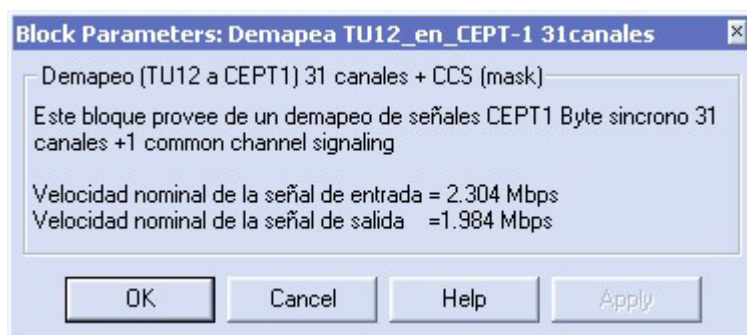 Block Parameters: Demapea TU12_en_CEPT-1 31canales
Demapeo (TU12 a CEPT1) 31 canales + CCS (mask)
Este bloque provee de un demapeo de señales CEPT1 Byte sincrono 31
canales +1 common channel signaling
Velocidad nominal de la señal de entrada = 2.304 Mbps
Velocidad nominal de la señal de salida =1.984 Mbps
OK Cancel Help Apply